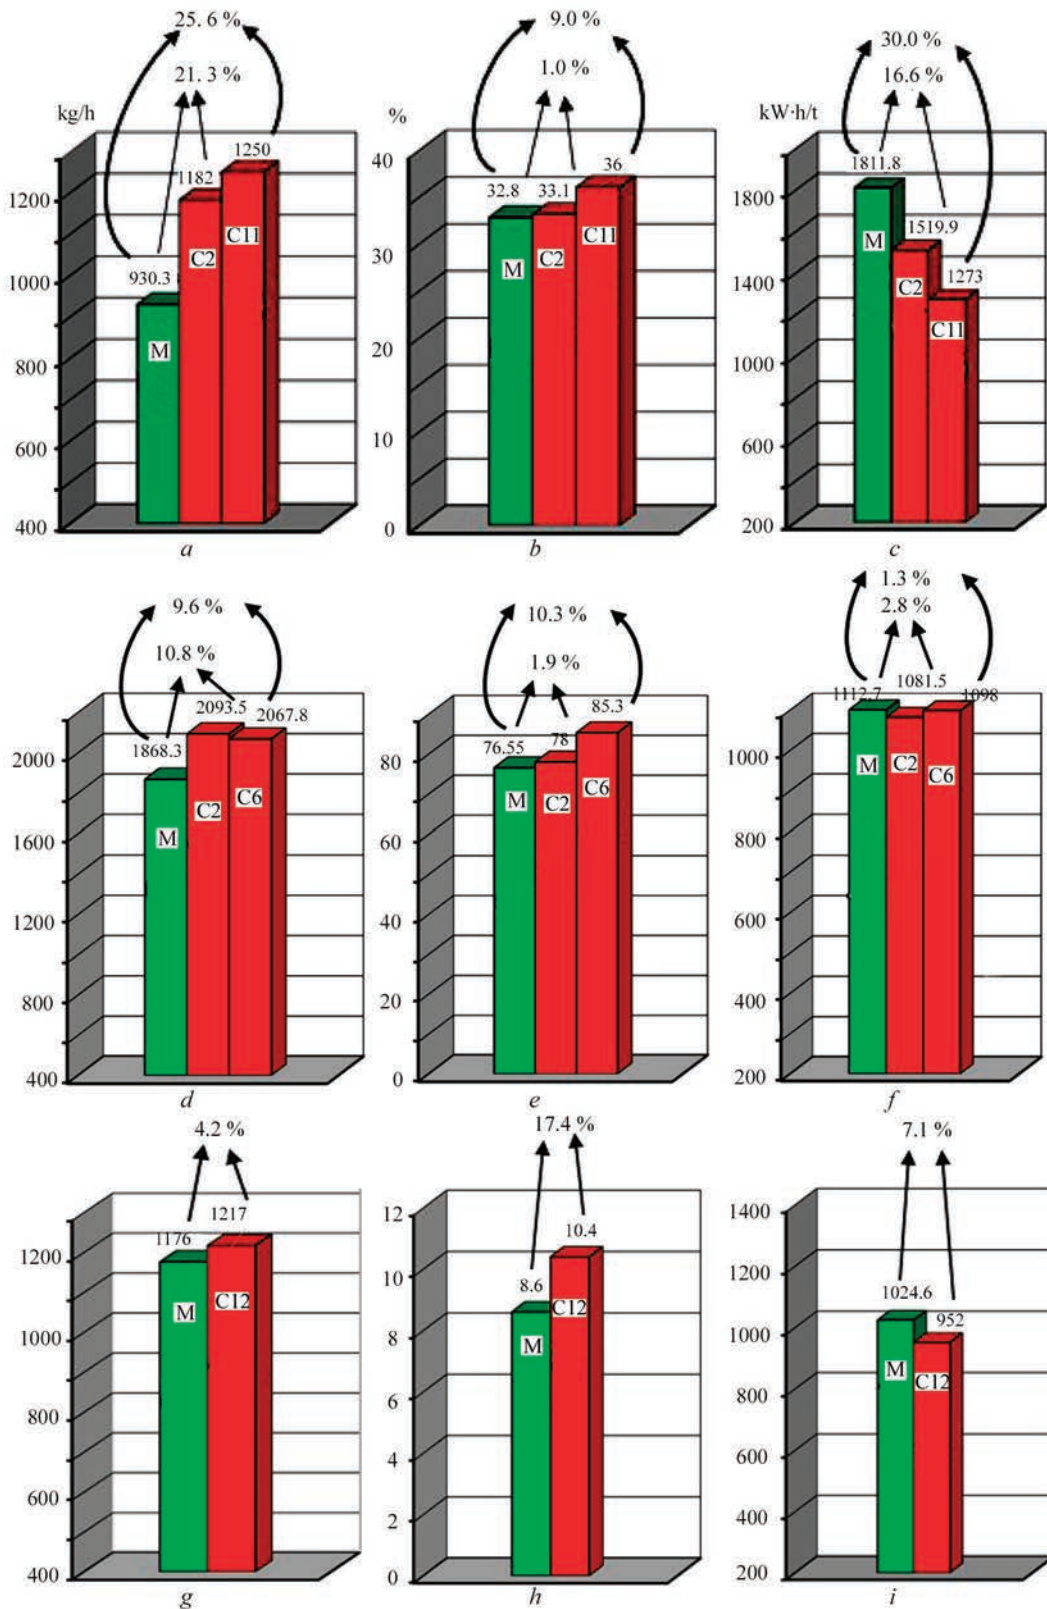 25. 6 %
21. 3 %
kg/h
1250
1182
930.3
C11
C2
M
1200
1000
800
600
400
a
9.0 %
1.0 %
%
36
32.8
33.1
C11
M
C2
40
30
20
10
0
b
30.0 %
16.6 %
kW·h/t
1811.8
1519.9
1273
M
C2
C11
1800
1400
1000
600
200
c
9.6 %
10.8 %
2093.5
2067.8
1868.3
C2
C6
M
2000
1600
1200
800
400
d
10.3 %
1.9 %
85.3
76.55
78
M
C2
C6
80
60
40
20
0
e
1.3 %
2.8 %
1112.7
1081.5
1098
M
C2
C6
1000
800
600
400
200
f
4.2 %
1217
1176
M
C12
1200
1000
800
600
400
g
17.4 %
10.4
8.6
C12
M
12
10
8
6
4
2
0
h
7.1 %
1024.6
952
M
C12
1400
1200
1000
800
600
400
200
i